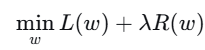 min L(w) + λR(w)
w